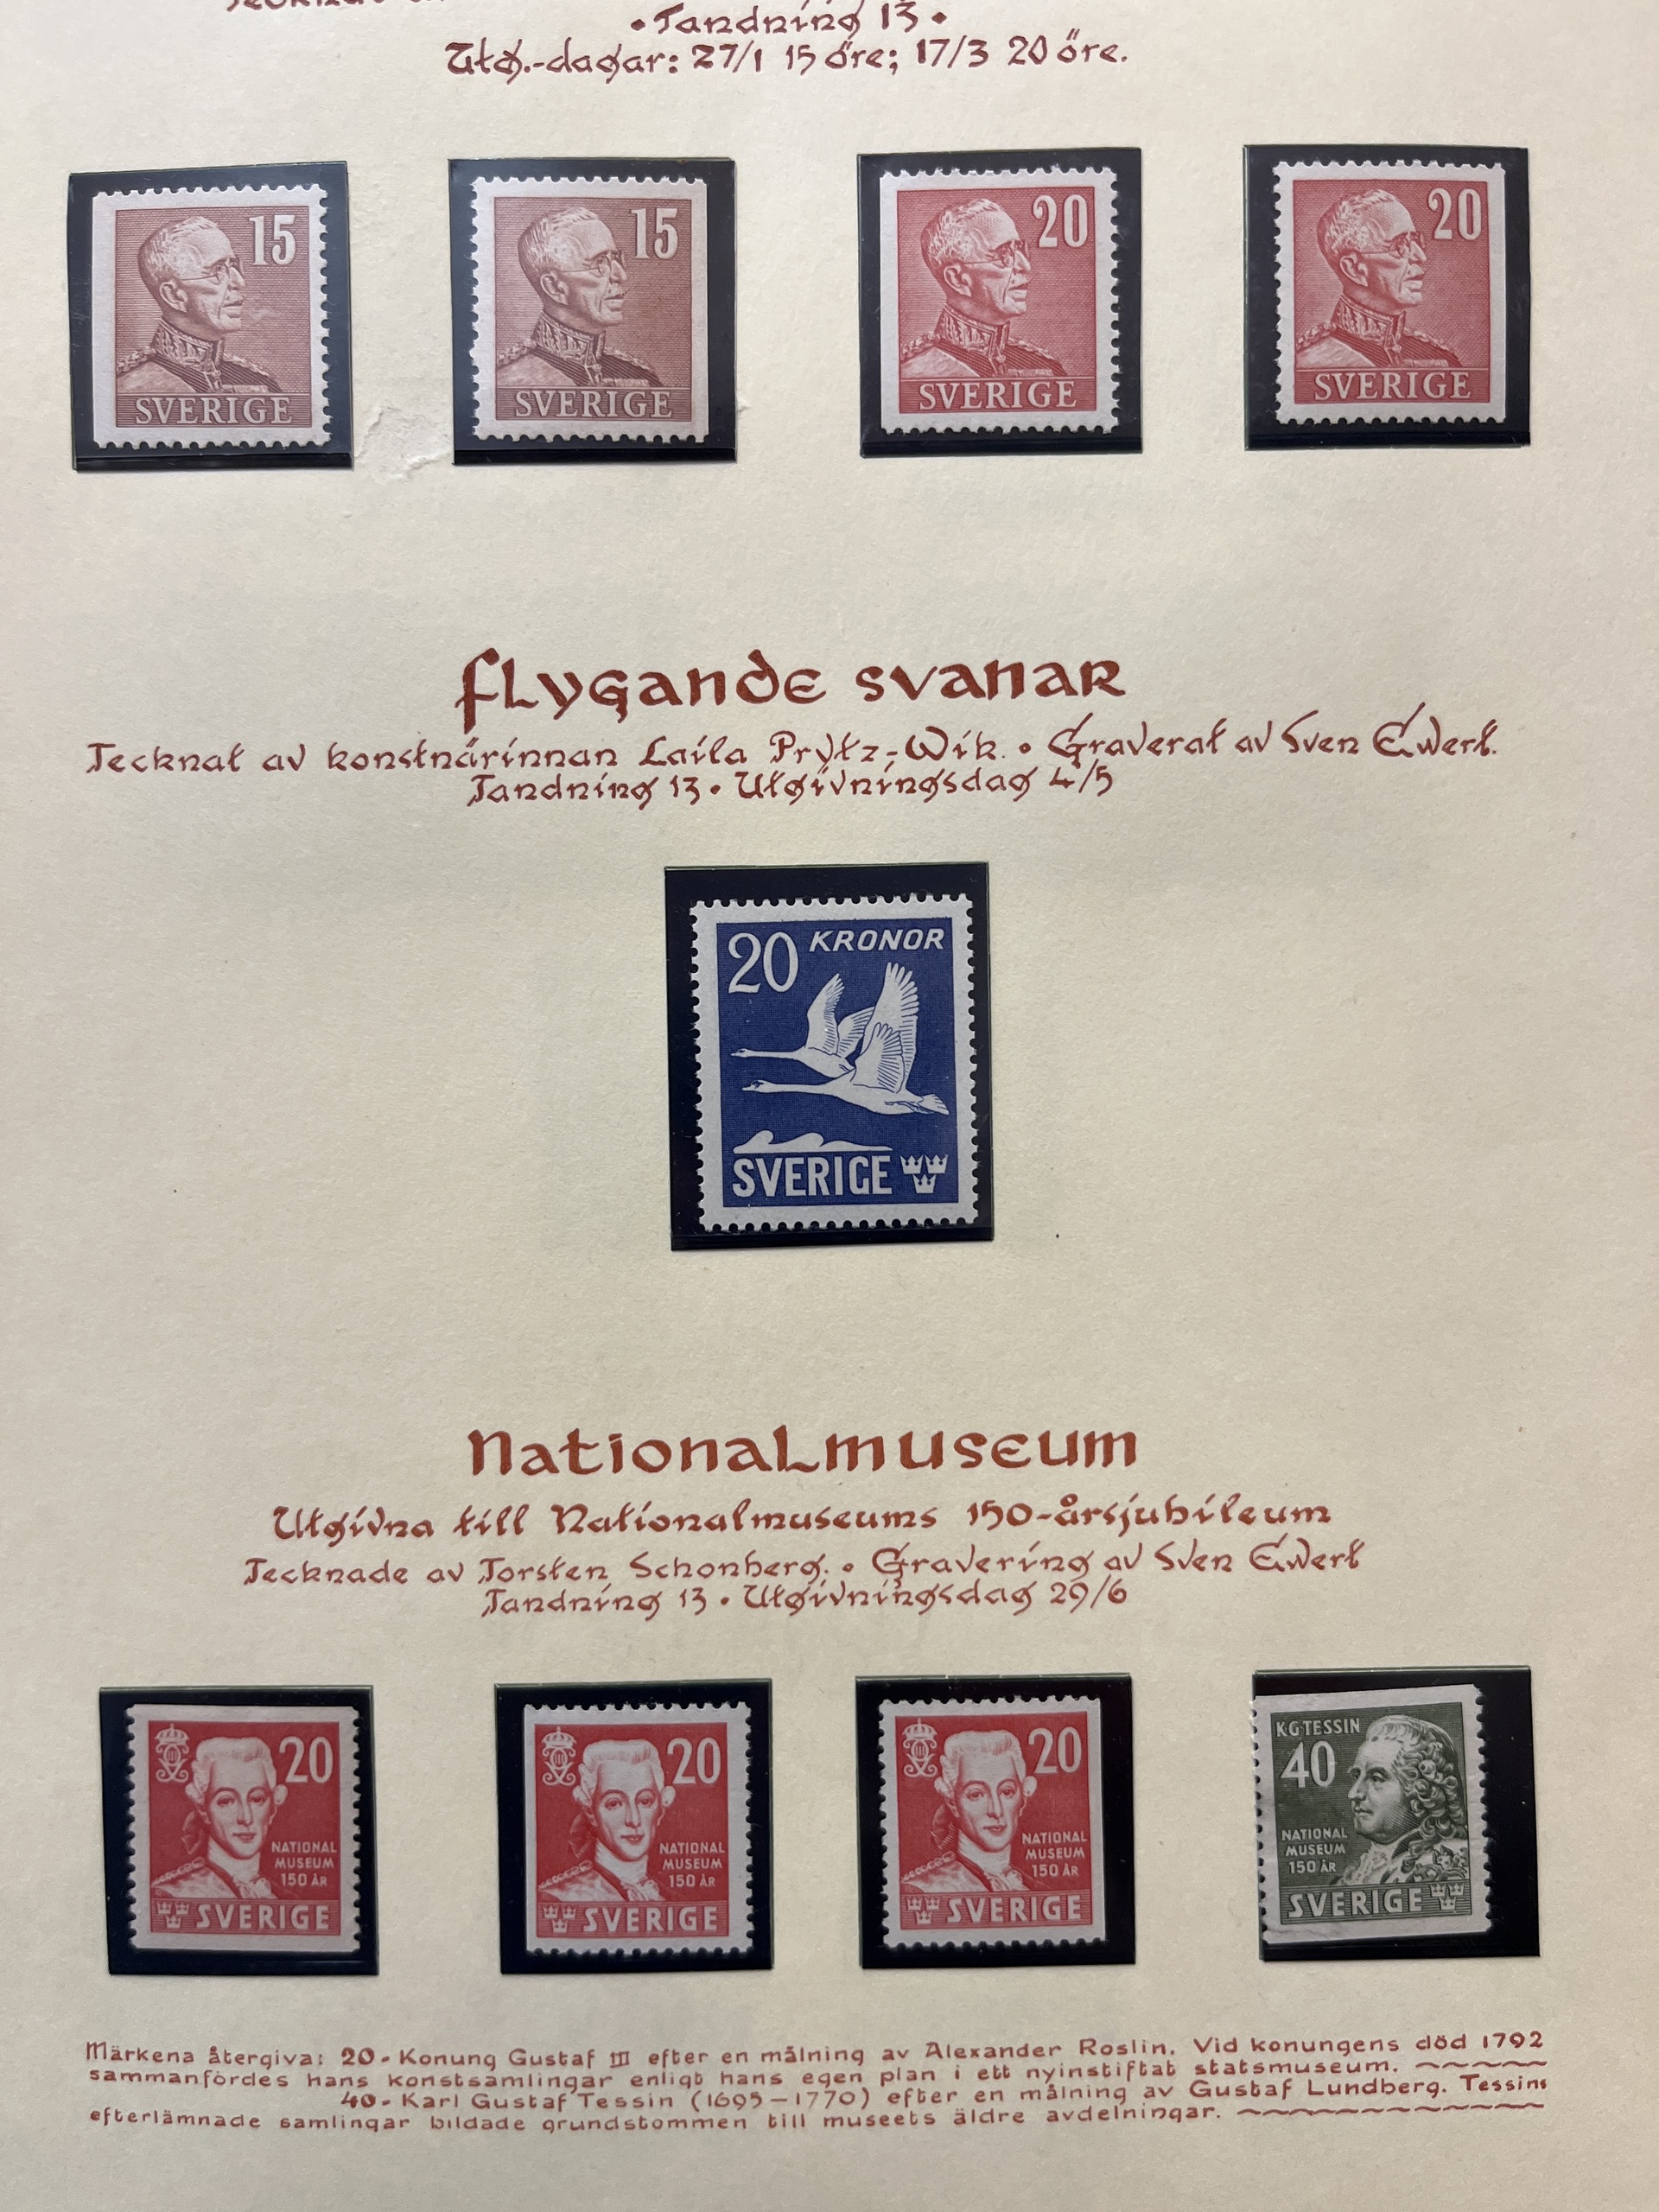 • Tandning 13 •
Utg.-dagar: 27/1 15 öre; 17/3 20 öre.
15
SVERIGE
15
SVERIGE
20
SVERIGE
20
SVERIGE
flygande svanar
Tecknat av konstnärinnan Laila Prytz-Wik. • Graverat av Sven Ewert.
Tandning 13 • Utgivningsdag 4/5
20 KRONOR
SVERIGE
Nationalmuseum
Utgivna till Nationalmuseums 150-årsjubileum
Tecknade av Torsten Schonberg. • Gravering av Sven Ewert
Tandning 13 • Utgivningsdag 29/6
20
NATIONAL
MUSEUM
150 ÅR
SVERIGE
20
NATIONAL
MUSEUM
150 ÅR
SVERIGE
20
NATIONAL
MUSEUM
150 ÅR
SVERIGE
K·G·TESSIN
40
NATIONAL
MUSEUM
150 ÅR
SVERIGE
Märkena återgiva: 20 - Konung Gustaf III efter en målning av Alexander Roslin. Vid konungens död 1792
sammanfördes hans konstsamlingar enligt hans egen plan i ett nyinstiftat statsmuseum.
40 - Karl Gustaf Tessin (1695-1770) efter en målning av Gustaf Lundberg. Tessins
efterlämnade samlingar bildade grundstommen till museets äldre avdelningar.